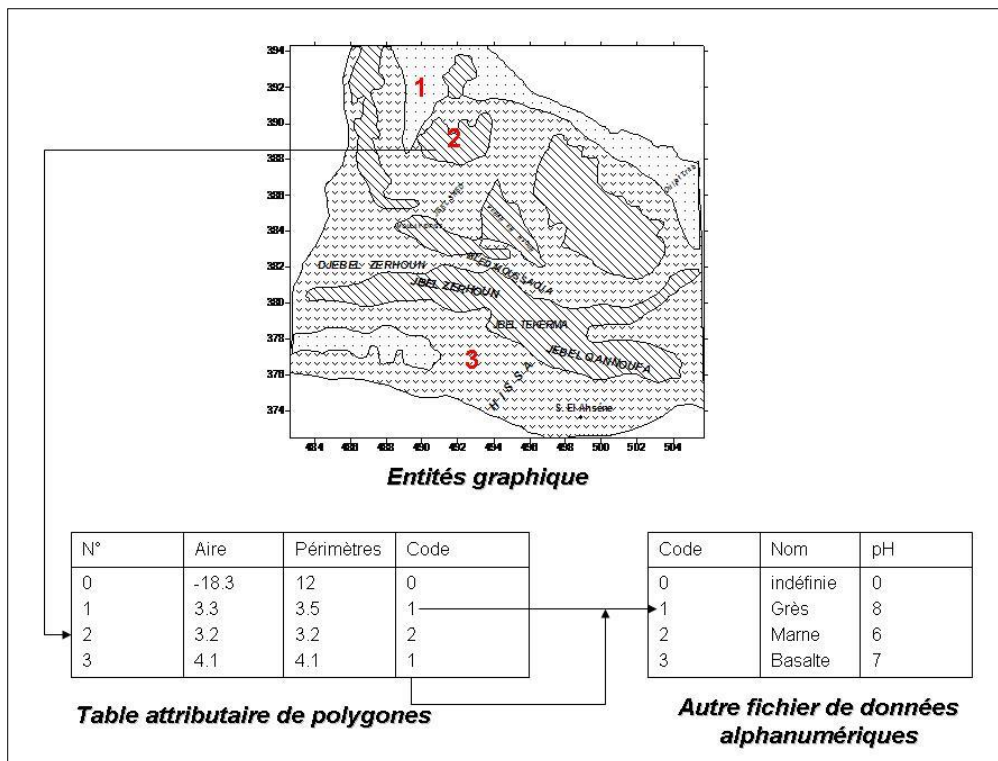 394
392
390
388
386
384
382
380
378
376
374
1
2
3
DJEBEL ZERHOUN
BLED MOUSSAOUA
JBEL ZERHOUN
JBEL TEKERMA
JEBEL QANNOUFA
HISSA
S. El Ahséne
484 486 488 490 492 494 496 498 500 502 504
Entités graphique
N° Aire Périmètres Code
0 -18.3 12 0
1 3.3 3.5 1
2 3.2 3.2 2
3 4.1 4.1 1
Table attributaire de polygones
Code Nom pH
0 indéfinie 0
1 Grès 8
2 Marne 6
3 Basalte 7
Autre fichier de données
alphanumériques